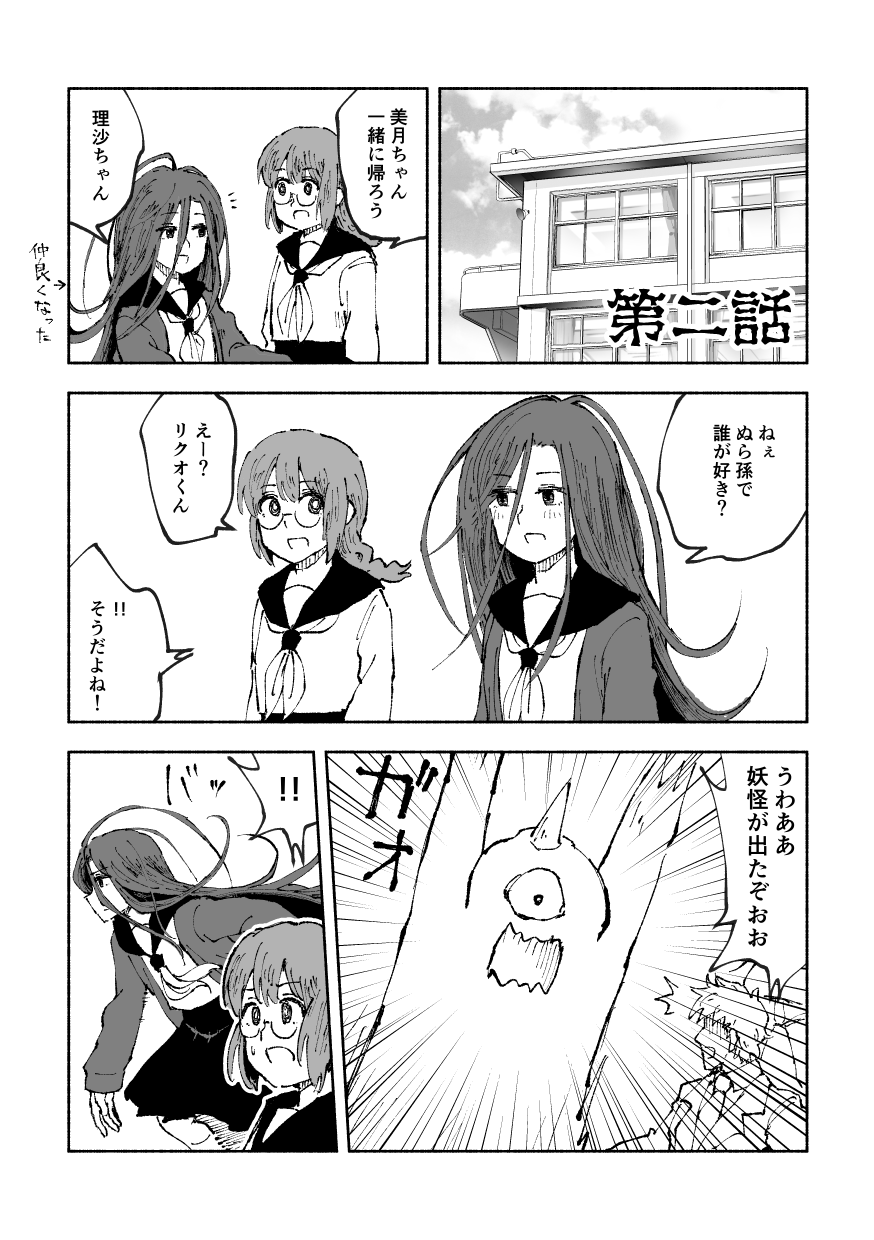 第二話
美月ちゃん
一緒に帰ろう
理沙ちゃん
仲良くなった
→
ねぇ
ぬら孫で
誰が好き？
えー？
リクオくん
!!
そうだよね！
うわああ
妖怪が出たぞぉぉ
ガオ
!!
バッ